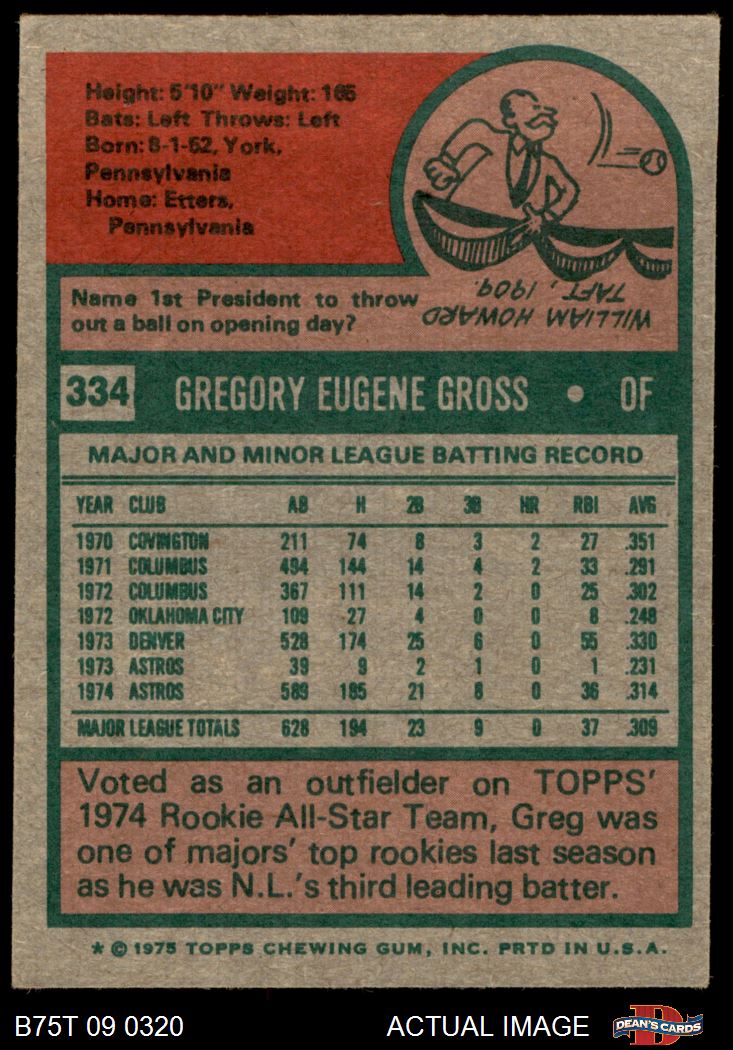 Height: 5'10" Weight: 165
Bats: Left Throws: Left
Born: 8-1-52, York,
Pennsylvania
Home: Etters,
Pennsylvania
Name 1st President to throw
out a ball on opening day?
WILLIAM HOWARD
TAFT, 1909.
334 GREGORY EUGENE GROSS • OF
MAJOR AND MINOR LEAGUE BATTING RECORD
YEAR CLUB AB H 2B 3B HR RBI AVG
1970 COVINGTON 211 74 8 3 2 27 .351
1971 COLUMBUS 494 144 14 4 2 33 .291
1972 COLUMBUS 367 111 14 2 0 25 .302
1972 OKLAHOMA CITY 109 27 4 0 0 8 .248
1973 DENVER 528 174 25 6 0 55 .330
1973 ASTROS 39 9 2 1 0 1 .231
1974 ASTROS 589 185 21 8 0 36 .314
MAJOR LEAGUE TOTALS 628 194 23 9 0 37 .309
Voted as an outfielder on TOPPS'
1974 Rookie All-Star Team, Greg was
one of majors' top rookies last season
as he was N.L.'s third leading batter.
* © 1975 TOPPS CHEWING GUM, INC. PRTD IN U.S.A.
B75T 09 0320 ACTUAL IMAGE DEAN'S CARDS